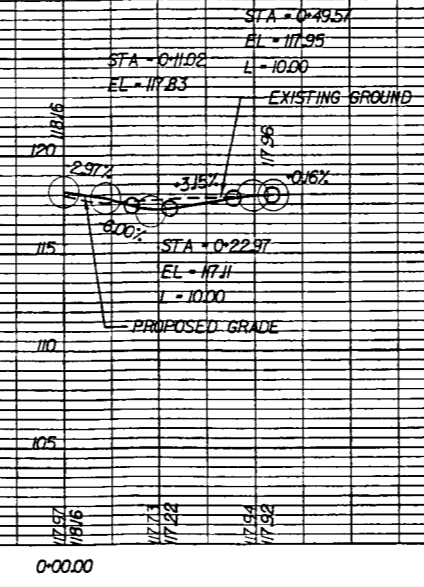 STA = 0+49.57
EL = 117.95
L = 10.00
STA = 0+11.02
EL = 117.83
EXISTING GROUND
118.16
117.96
120
-2.97%
+3.15%
+0.16%
-6.00%
115
STA = 0+22.97
EL = 117.11
L = 10.00
PROPOSED GRADE
110
105
117.97
118.16
117.73
117.22
117.94
117.92
0+00.00